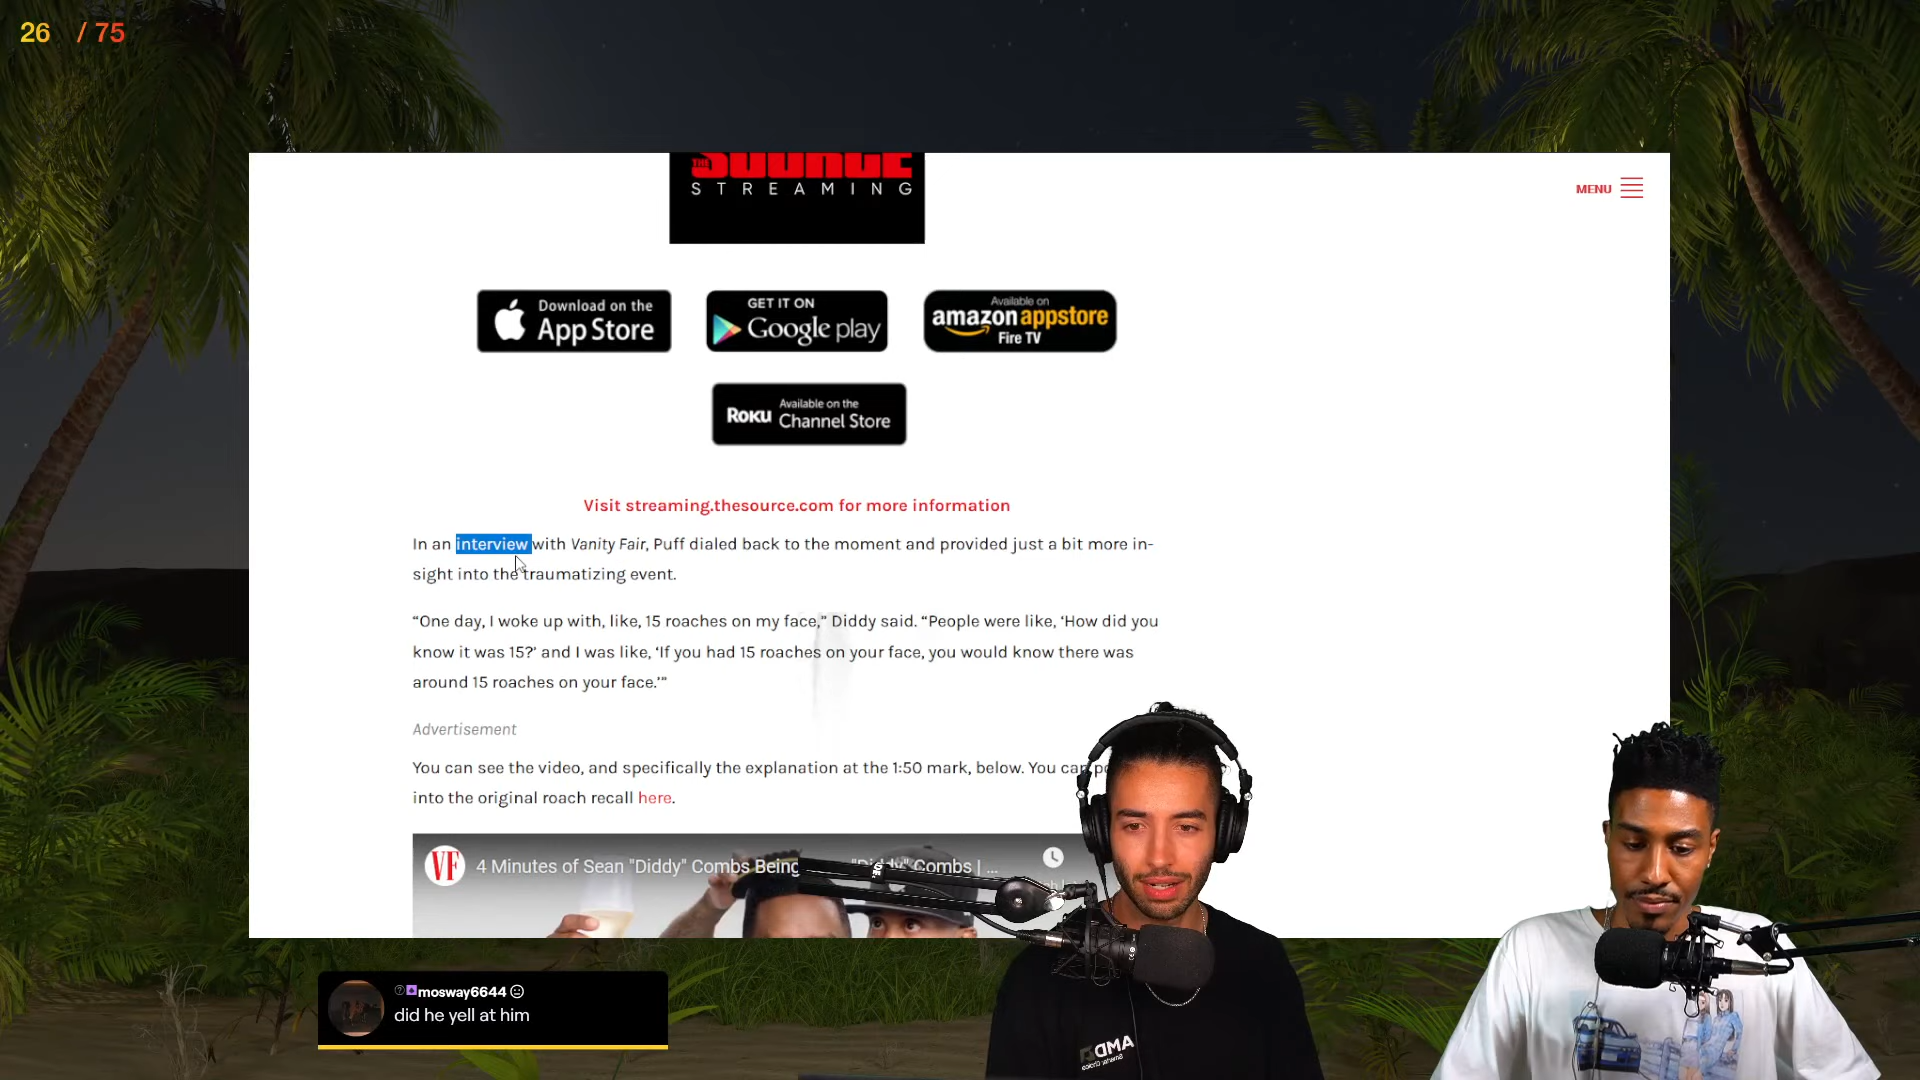 26 / 75
THE SOURCE
STREAMING
MENU
Download on the
App Store
GET IT ON
Google play
Available on
amazon appstore
Fire TV
ROKU
Available on the
Channel Store
Visit streaming.thesource.com for more information
In an interview with Vanity Fair, Puff dialed back to the moment and provided just a bit more in-
sight into the traumatizing event.
“One day, I woke up with, like, 15 roaches on my face,” Diddy said. “People were like, ‘How did you
know it was 15?’ and I was like, ‘If you had 15 roaches on your face, you would know there was
around 15 roaches on your face.’”
Advertisement
You can see the video, and specifically the explanation at the 1:50 mark, below. You can
into the original roach recall here.
VF
4 Minutes of Sean "Diddy" Combs Being "Diddy" Combs | ...
mosway6644
did he yell at him
AMD